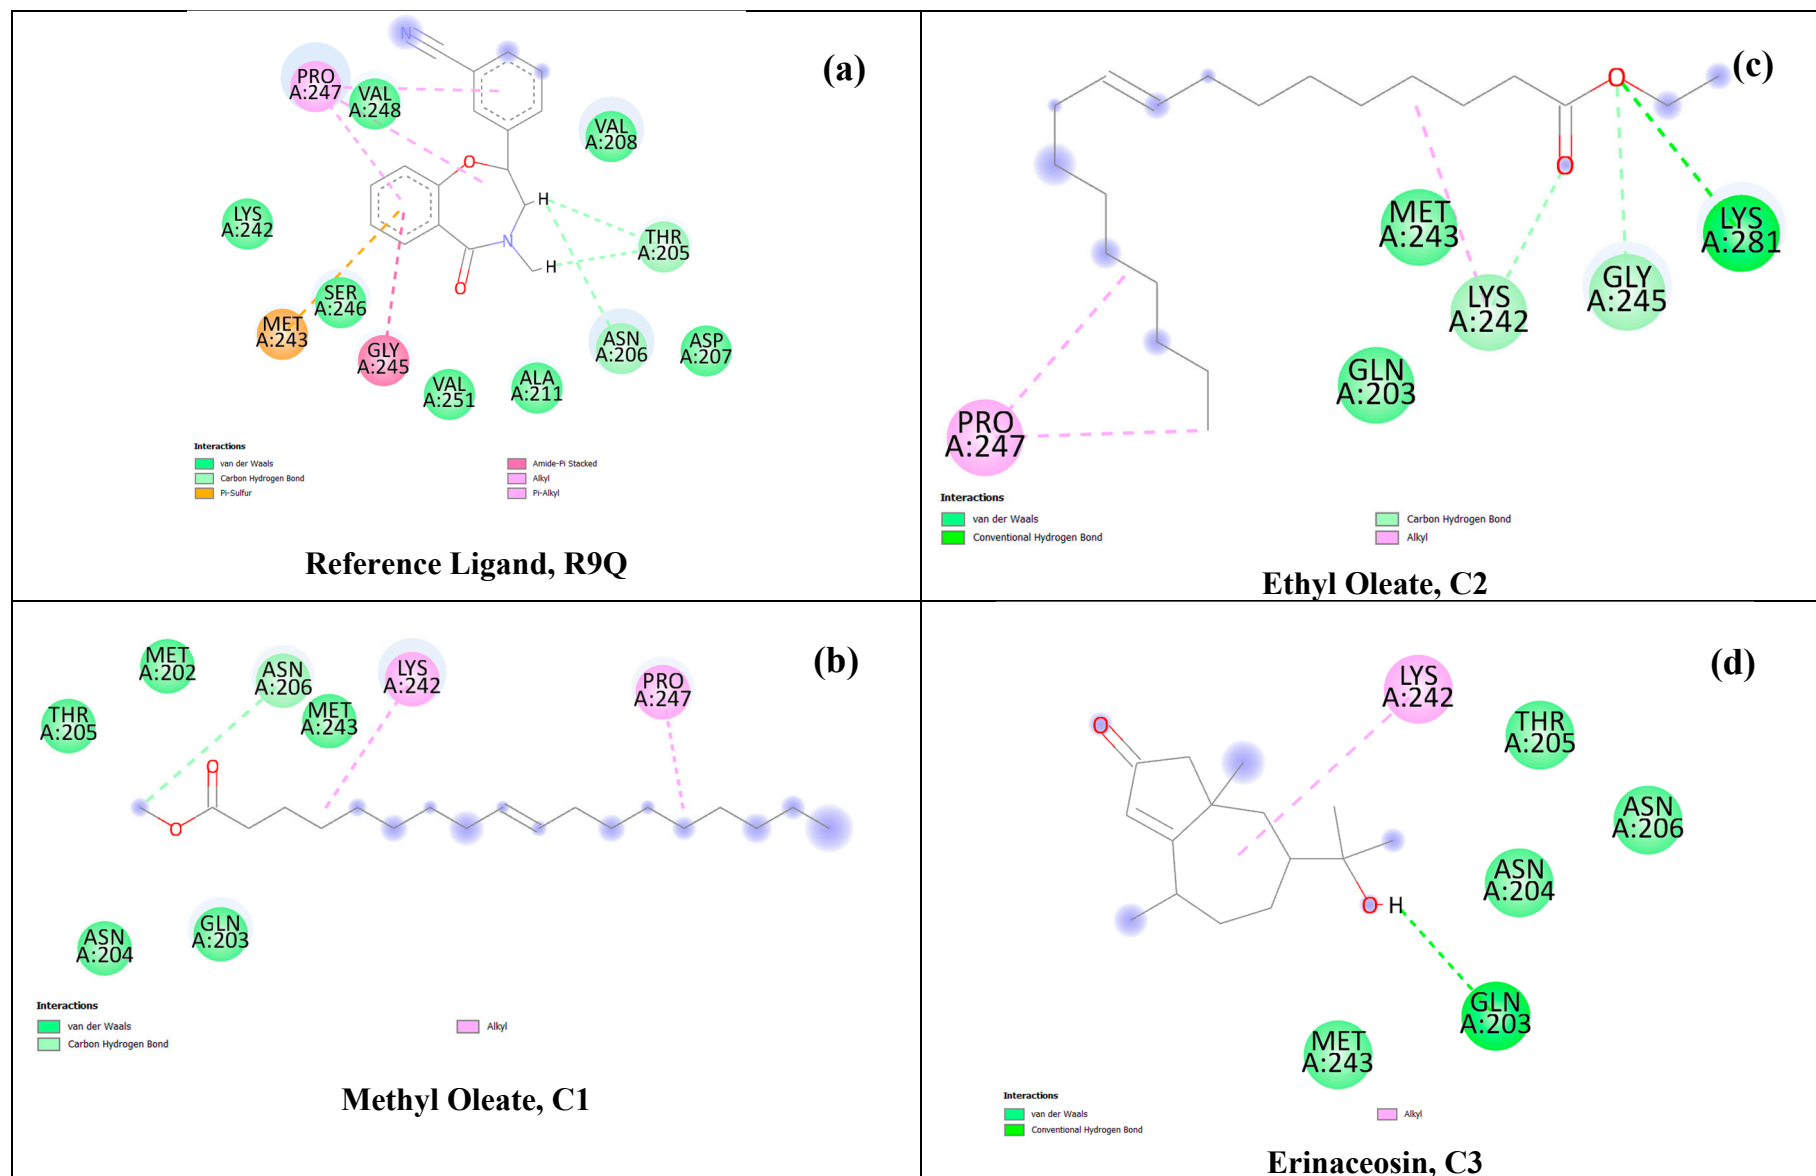 (a)
N
PRO
A:247
VAL
A:248
VAL
A:208
O
H
LYS
A:242
THR
A:205
N
H
O
SER
A:246
MET
A:243
GLY
A:245
ASN
A:206
ASP
A:207
VAL
A:251
ALA
A:211
Interactions
van der Waals
Carbon Hydrogen Bond
Pi-Sulfur
Amide-Pi Stacked
Alkyl
Pi-Alkyl
Reference Ligand, R9Q
(c)
O
O
MET
A:243
LYS
A:281
GLY
A:245
LYS
A:242
GLN
A:203
PRO
A:247
Interactions
van der Waals
Conventional Hydrogen Bond
Carbon Hydrogen Bond
Alkyl
Ethyl Oleate, C2
(b)
MET
A:202
ASN
A:206
LYS
A:242
PRO
A:247
THR
A:205
MET
A:243
O
O
ASN
A:204
GLN
A:203
Interactions
van der Waals
Carbon Hydrogen Bond
Alkyl
Methyl Oleate, C1
(d)
LYS
A:242
O
THR
A:205
ASN
A:206
ASN
A:204
O H
GLN
A:203
MET
A:243
Interactions
van der Waals
Conventional Hydrogen Bond
Alkyl
Erinaceosin, C3